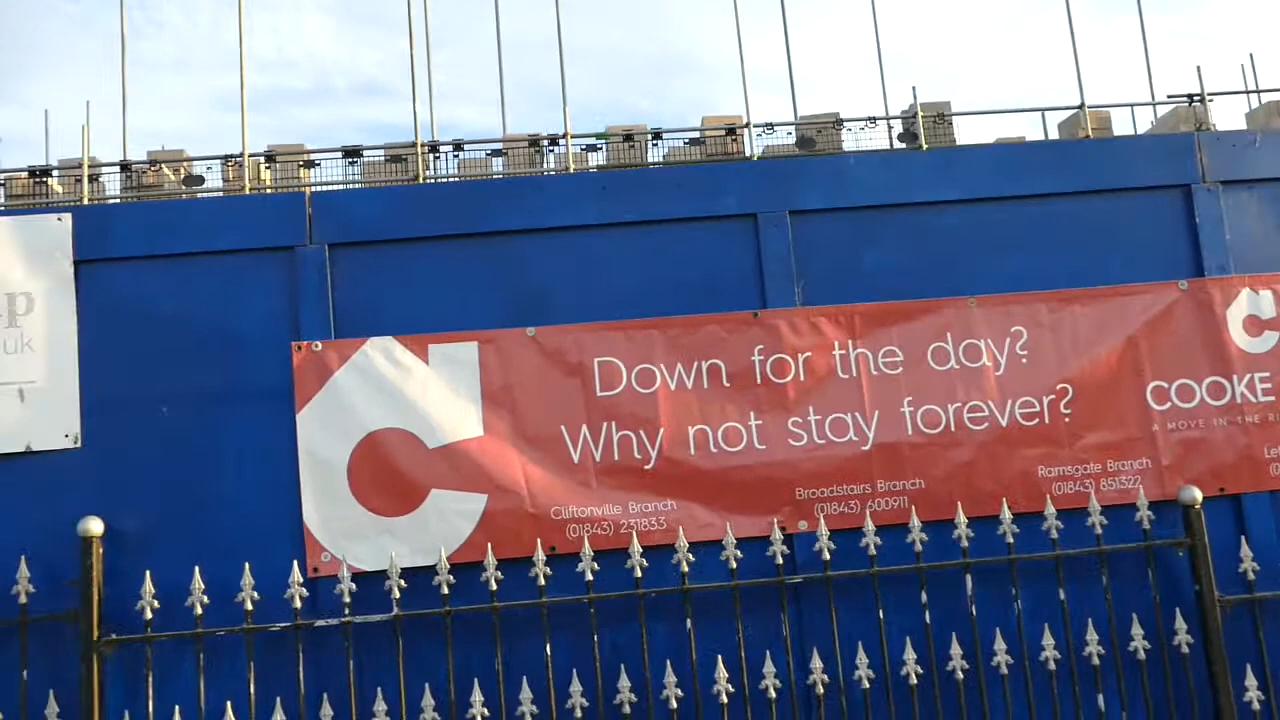 p
uk
Down for the day?
Why not stay forever?
Cliftonville Branch
(01843) 231833
Broadstairs Branch
(01843) 600911
Ramsgate Branch
(01843) 851322
COOKE
A MOVE IN THE